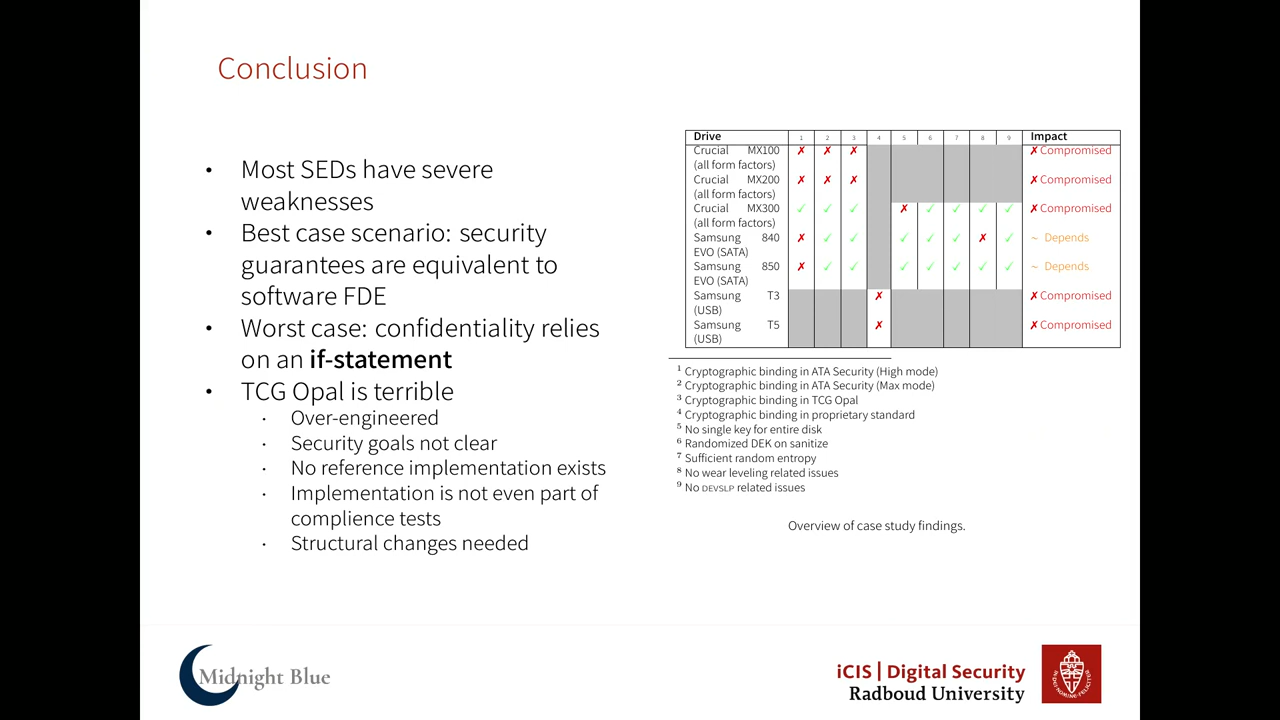 Conclusion
• Most SEDs have severe
weaknesses
• Best case scenario: security
guarantees are equivalent to
software FDE
• Worst case: confidentiality relies
on an if-statement
• TCG Opal is terrible
· Over-engineered
· Security goals not clear
· No reference implementation exists
· Implementation is not even part of
complience tests
· Structural changes needed
Drive 1 2 3 4 5 6 7 8 9 Impact
Crucial MX100 ✗ ✗ ✗ ✗ Compromised
(all form factors)
Crucial MX200 ✗ ✗ ✗ ✗ Compromised
(all form factors)
Crucial MX300 ✓ ✓ ✓ ✗ ✓ ✓ ✓ ✓ ✗ Compromised
(all form factors)
Samsung 840 ✗ ✓ ✓ ✓ ✓ ✓ ✗ ✓ ~ Depends
EVO (SATA)
Samsung 850 ✗ ✓ ✓ ✓ ✓ ✓ ✓ ✓ ~ Depends
EVO (SATA)
Samsung T3 ✗ ✗ Compromised
(USB)
Samsung T5 ✗ ✗ Compromised
(USB)
1 Cryptographic binding in ATA Security (High mode)
2 Cryptographic binding in ATA Security (Max mode)
3 Cryptographic binding in TCG Opal
4 Cryptographic binding in proprietary standard
5 No single key for entire disk
6 Randomized DEK on sanitize
7 Sufficient random entropy
8 No wear leveling related issues
9 No DEVSLP related issues
Overview of case study findings.
Midnight Blue
iCIS | Digital Security
Radboud University